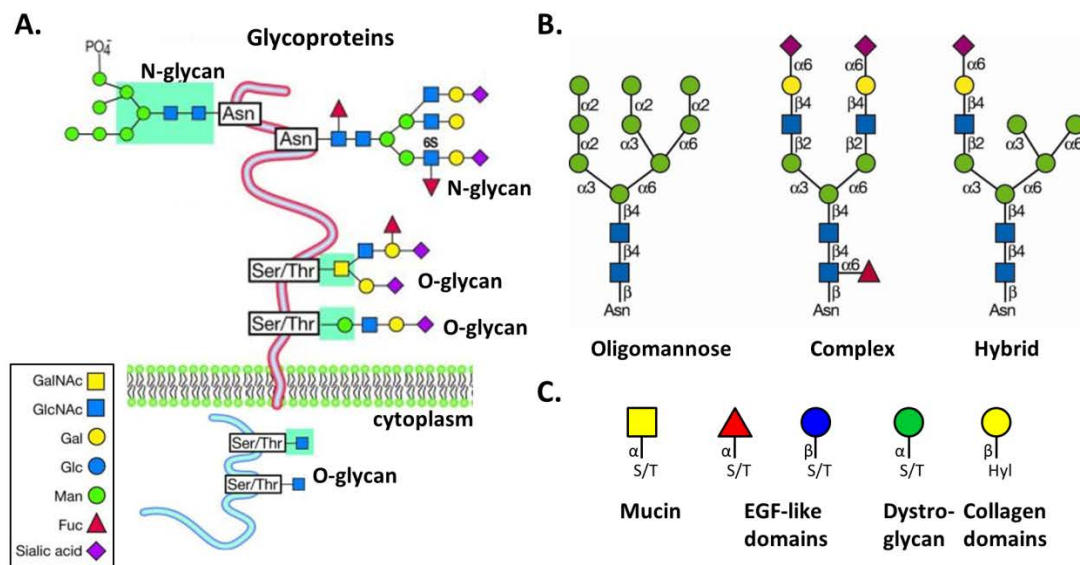 A.
Glycoproteins
PO₄⁻
N-glycan
Asn
Asn
6S
N-glycan
Ser/Thr
O-glycan
Ser/Thr
O-glycan
cytoplasm
Ser/Thr
O-glycan
Ser/Thr
GalNAc
GlcNAc
Gal
Glc
Man
Fuc
Sialic acid
B.
α2 α2 α2
α2 α3 α6
α3 α6
β4
β4
β
Asn
Oligomannose
α6 α6
β4 β4
β2 β2
α3 α6
β4
β4
α6
β
Asn
Complex
α6
β4
β2 α3 α6
α3 α6
β4
β4
β
Asn
Hybrid
C.
α α β α β
S/T S/T S/T S/T Hyl
Mucin EGF-like Dystro- Collagen
domains glycan domains